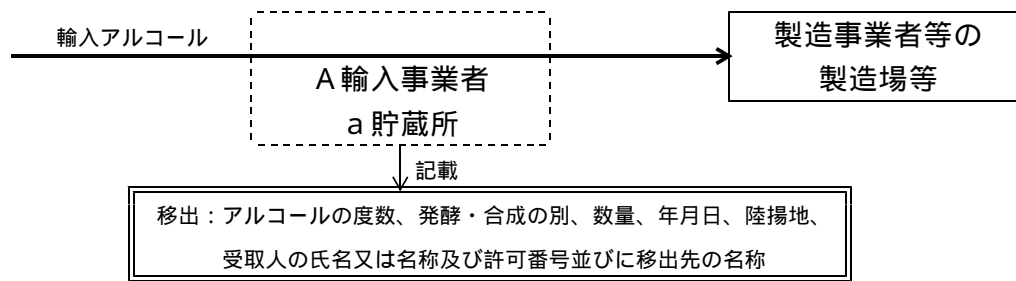 輸入アルコール
製造事業者等の
製造場等
A輸入事業者
a貯蔵所
記載
移出：アルコールの度数、発酵・合成の別、数量、年月日、陸揚地、
受取人の氏名又は名称及び許可番号並びに移出先の名称